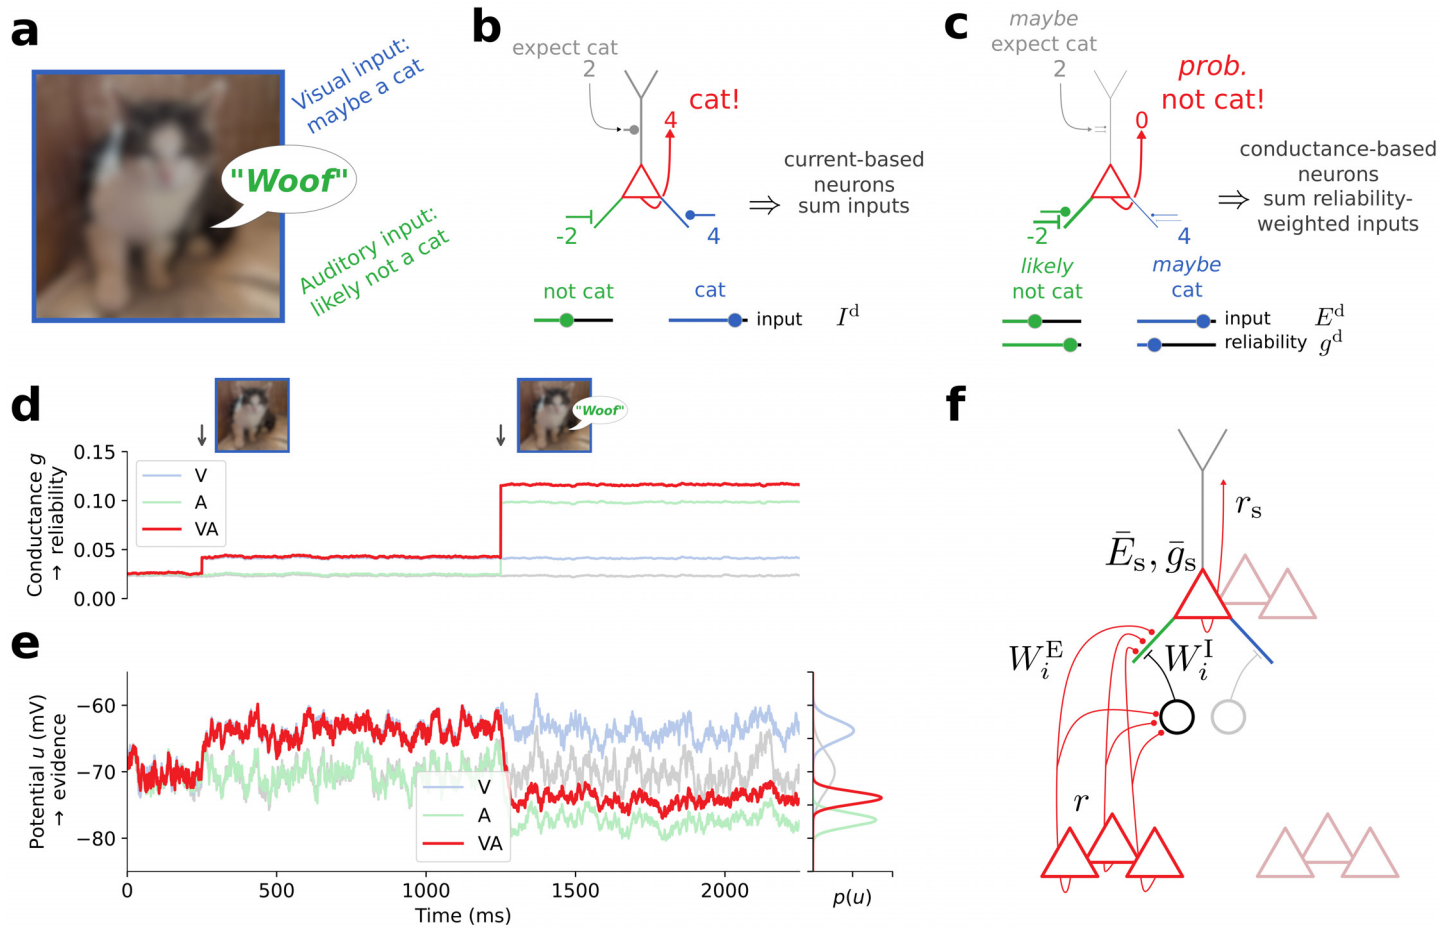 a
Visual input:
maybe a cat
"Woof"
Auditory input:
likely not a cat
b
expect cat
2
cat!
4
-2
4
current-based
neurons
sum inputs
⇒
not cat
cat
input
I^d
c
maybe
expect cat
2
prob.
not cat!
0
-2
4
likely
not cat
maybe
cat
conductance-based
neurons
sum reliability-
weighted inputs
⇒
input
E^d
reliability
g^d
d
"Woof"
Conductance g
→ reliability
0.15
0.10
0.05
0.00
V
A
VA
e
Potential u (mV)
→ evidence
−60
−70
−80
V
A
VA
0
500
1000
1500
2000
Time (ms)
p(u)
f
r_s
Ē_s, ḡ_s
W_i^E
W_i^I
r